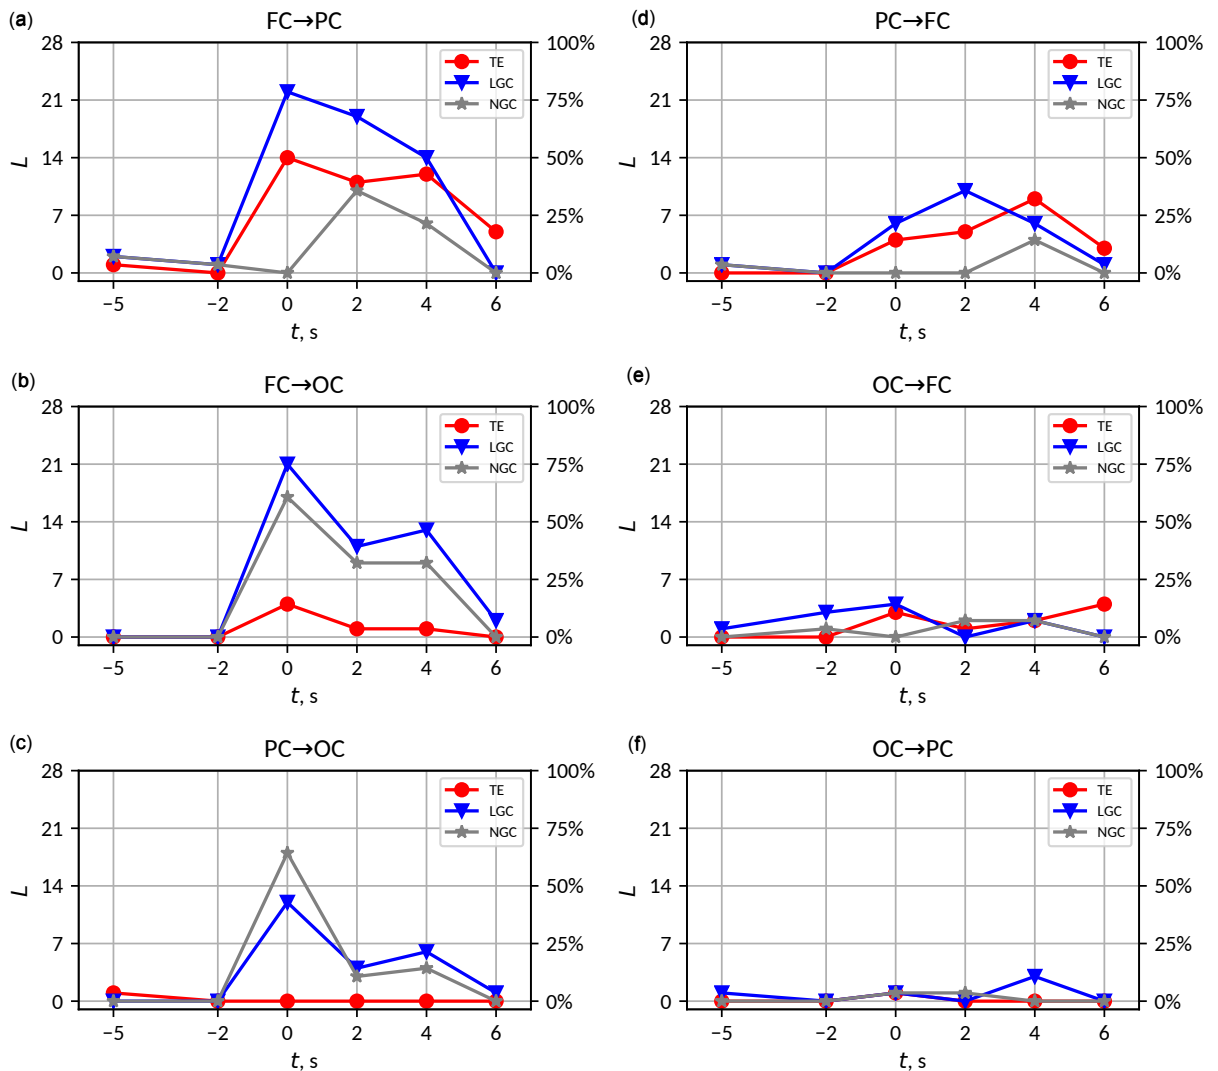 (a) FC→PC
28 100%
TE
LGC
NGC
21 75%
L
14 50%
7 25%
0 0%
−5 −2 0 2 4 6
t, s
(d) PC→FC
28 100%
TE
LGC
NGC
21 75%
L
14 50%
7 25%
0 0%
−5 −2 0 2 4 6
t, s
(b) FC→OC
28 100%
TE
LGC
NGC
21 75%
L
14 50%
7 25%
0 0%
−5 −2 0 2 4 6
t, s
(e) OC→FC
28 100%
TE
LGC
NGC
21 75%
L
14 50%
7 25%
0 0%
−5 −2 0 2 4 6
t, s
(c) PC→OC
28 100%
TE
LGC
NGC
21 75%
L
14 50%
7 25%
0 0%
−5 −2 0 2 4 6
t, s
(f) OC→PC
28 100%
TE
LGC
NGC
21 75%
L
14 50%
7 25%
0 0%
−5 −2 0 2 4 6
t, s